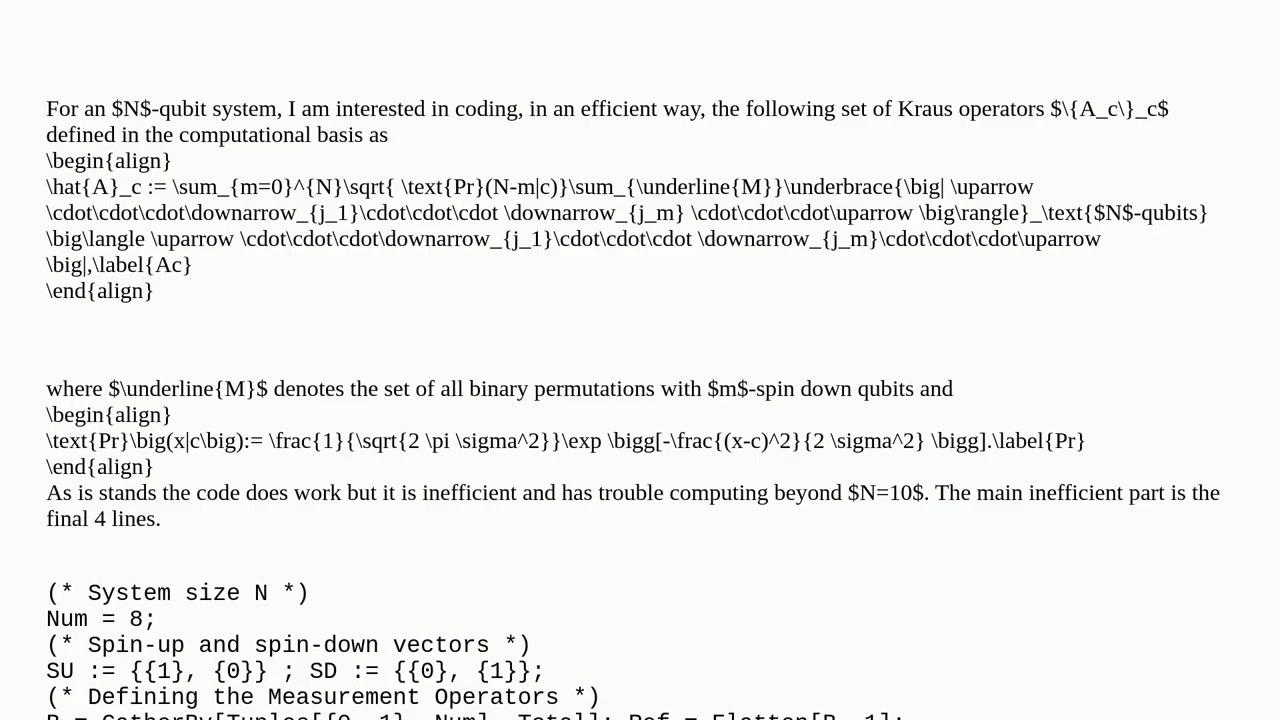 For an $N$-qubit system, I am interested in coding, in an efficient way, the following set of Kraus operators $\{A_c\}_c$
defined in the computational basis as
\begin{align}
\hat{A}_c := \sum_{m=0}^{N}\sqrt{ \text{Pr}(N-m|c)}\sum_{\underline{M}}\underbrace{\big| \uparrow
\cdot\cdot\cdot\downarrow_{j_1}\cdot\cdot\cdot \downarrow_{j_m} \cdot\cdot\cdot\uparrow \big\rangle}_\text{$N$-qubits}
\big\langle \uparrow \cdot\cdot\cdot\downarrow_{j_1}\cdot\cdot\cdot \downarrow_{j_m}\cdot\cdot\cdot\uparrow
\big|,\label{Ac}
\end{align}
where $\underline{M}$ denotes the set of all binary permutations with $m$-spin down qubits and
\begin{align}
\text{Pr}\big(x|c\big):= \frac{1}{\sqrt{2 \pi \sigma^2}}\exp \bigg[-\frac{(x-c)^2}{2 \sigma^2} \bigg].\label{Pr}
\end{align}
As is stands the code does work but it is inefficient and has trouble computing beyond $N=10$. The main inefficient part is the
final 4 lines.
(* System size N *)
Num = 8;
(* Spin-up and spin-down vectors *)
SU := {{1}, {0}} ; SD := {{0}, {1}};
(* Defining the Measurement Operators *)